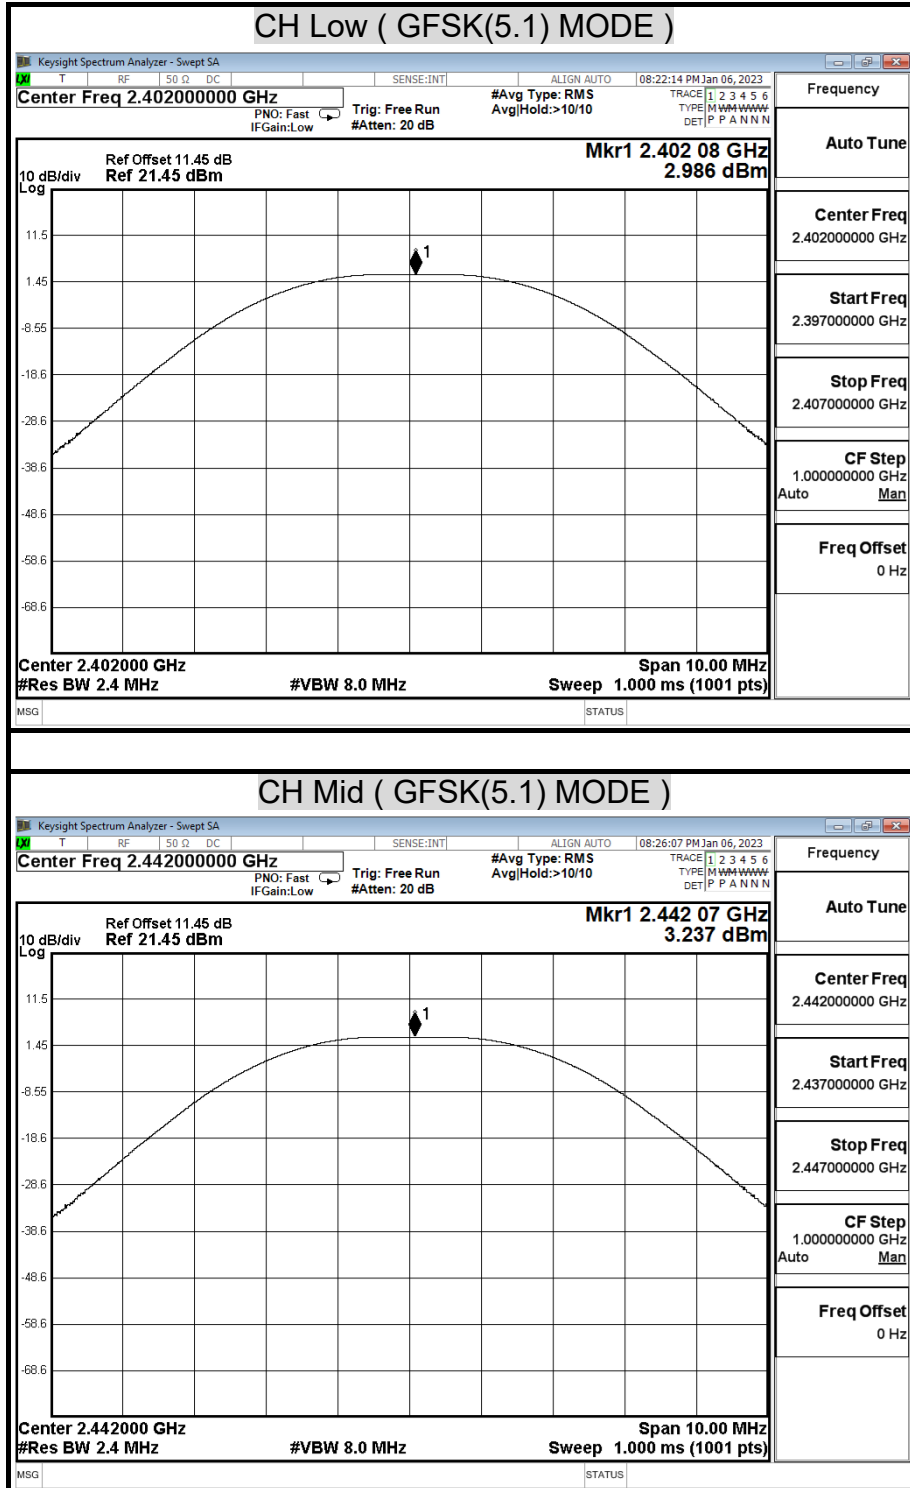 CH Low ( GFSK(5.1) MODE )
Keysight Spectrum Analyzer - Swept SA
LXI T RF 50 Ω DC SENSE:INT ALIGN AUTO 08:22:14 PM Jan 06, 2023
Center Freq 2.402000000 GHz
PNO: Fast
IFGain:Low
Trig: Free Run
#Atten: 20 dB
#Avg Type: RMS
Avg|Hold:>10/10
TRACE 1 2 3 4 5 6
TYPE M WM WWWW
DET P P A N N N
Ref Offset 11.45 dB
10 dB/div Ref 21.45 dBm
Log
Mkr1 2.402 08 GHz
2.986 dBm
1
11.5
1.45
-8.55
-18.6
-28.6
-38.6
-48.6
-58.6
-68.6
Center 2.402000 GHz Span 10.00 MHz
#Res BW 2.4 MHz #VBW 8.0 MHz Sweep 1.000 ms (1001 pts)
MSG STATUS
Frequency
Auto Tune
Center Freq
2.402000000 GHz
Start Freq
2.397000000 GHz
Stop Freq
2.407000000 GHz
CF Step
1.000000000 GHz
Auto Man
Freq Offset
0 Hz
CH Mid ( GFSK(5.1) MODE )
Keysight Spectrum Analyzer - Swept SA
LXI T RF 50 Ω DC SENSE:INT ALIGN AUTO 08:26:07 PM Jan 06, 2023
Center Freq 2.442000000 GHz
PNO: Fast
IFGain:Low
Trig: Free Run
#Atten: 20 dB
#Avg Type: RMS
Avg|Hold:>10/10
TRACE 1 2 3 4 5 6
TYPE M WM WWWW
DET P P A N N N
Ref Offset 11.45 dB
10 dB/div Ref 21.45 dBm
Log
Mkr1 2.442 07 GHz
3.237 dBm
1
11.5
1.45
-8.55
-18.6
-28.6
-38.6
-48.6
-58.6
-68.6
Center 2.442000 GHz Span 10.00 MHz
#Res BW 2.4 MHz #VBW 8.0 MHz Sweep 1.000 ms (1001 pts)
MSG STATUS
Frequency
Auto Tune
Center Freq
2.442000000 GHz
Start Freq
2.437000000 GHz
Stop Freq
2.447000000 GHz
CF Step
1.000000000 GHz
Auto Man
Freq Offset
0 Hz